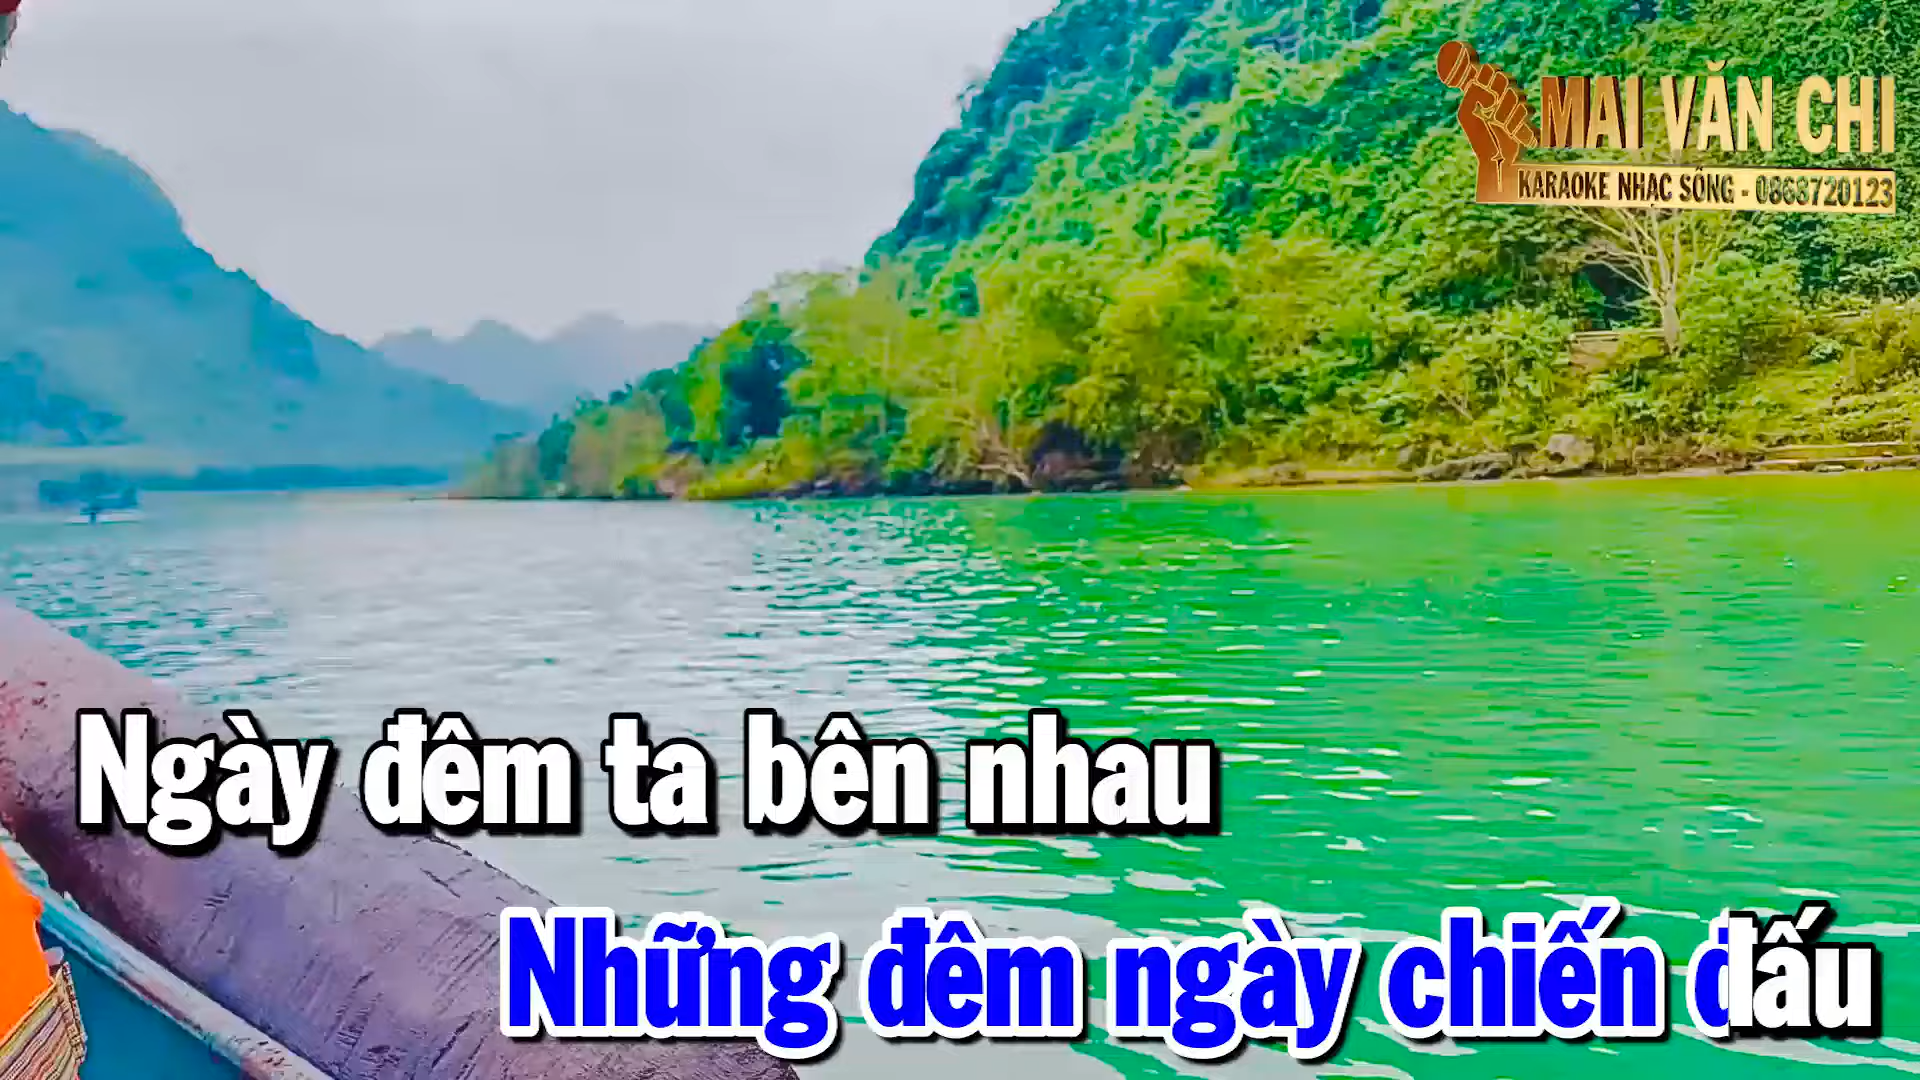 MAI VĂN CHI
KARAOKE NHẠC SỐNG - 0868720123
Ngày đêm ta bên nhau
Những đêm ngày chiến đấu